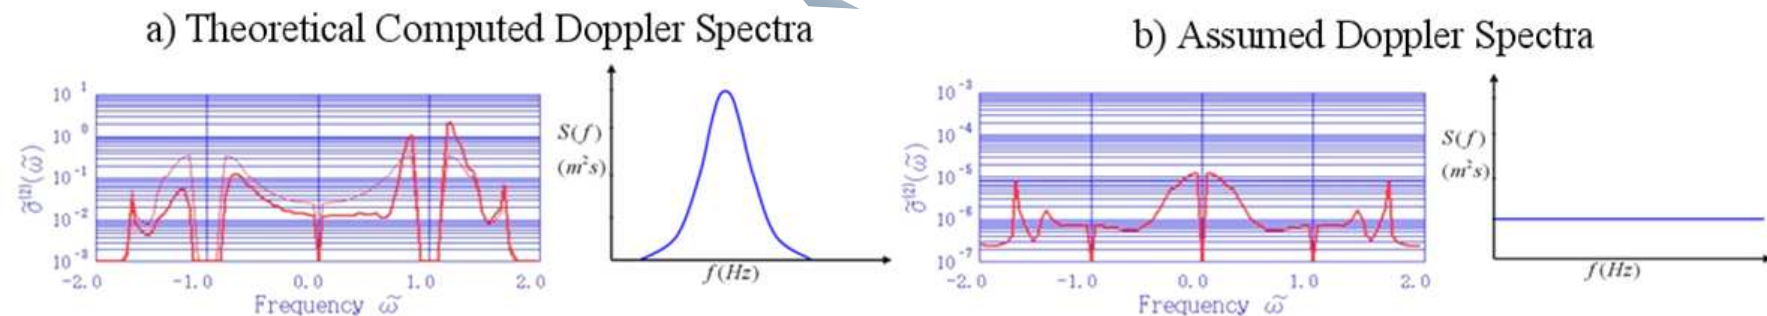 a) Theoretical Computed Doppler Spectra
10 1
10 0
10 -1
10 -2
10 -3
σ̃(2)(ω̃)
-2.0 -1.0 0.0 1.0 2.0
Frequency ω̃
S(f)
(m²s)
f(Hz)
b) Assumed Doppler Spectra
10 -3
10 -4
10 -5
10 -6
10 -7
σ̃(2)(ω̃)
-2.0 -1.0 0.0 1.0 2.0
Frequency ω̃
S(f)
(m²s)
f(Hz)